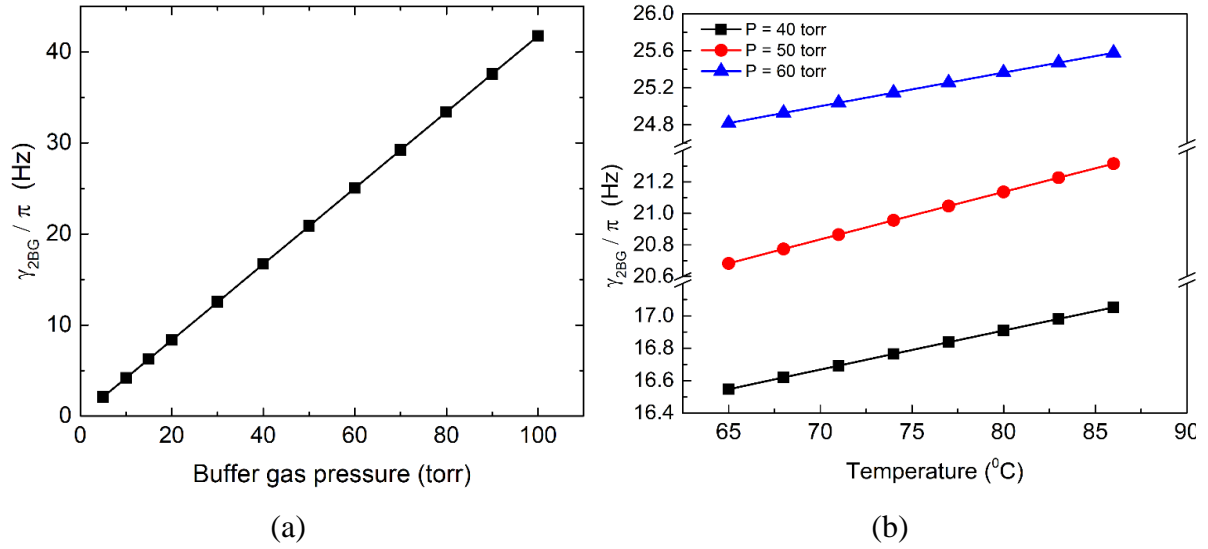 40
30
20
10
0
γ2BG / π (Hz)
0 20 40 60 80 100
Buffer gas pressure (torr)
(a)
P = 40 torr
P = 50 torr
P = 60 torr
26.0
25.6
25.2
24.8
21.2
21.0
20.8
20.6
17.0
16.8
16.6
16.4
γ2BG / π (Hz)
65 70 75 80 85 90
Temperature (0C)
(b)